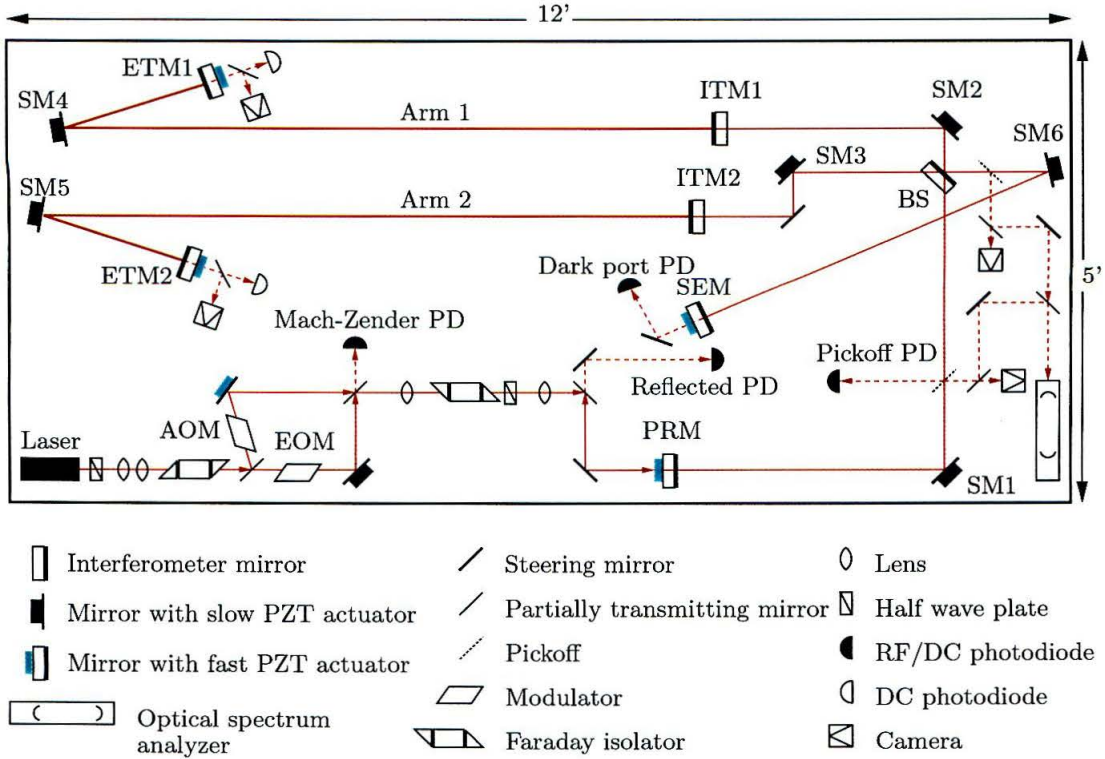 12'
ETM1
SM4
Arm 1
ITM1
SM2
SM6
SM3
SM5
Arm 2
ITM2
BS
ETM2
Dark port PD
SEM
5'
Mach-Zender PD
Reflected PD
Pickoff PD
Laser
AOM
EOM
PRM
SM1
Interferometer mirror
Mirror with slow PZT actuator
Mirror with fast PZT actuator
Optical spectrum
analyzer
Steering mirror
Partially transmitting mirror
Pickoff
Modulator
Faraday isolator
Lens
Half wave plate
RF/DC photodiode
DC photodiode
Camera